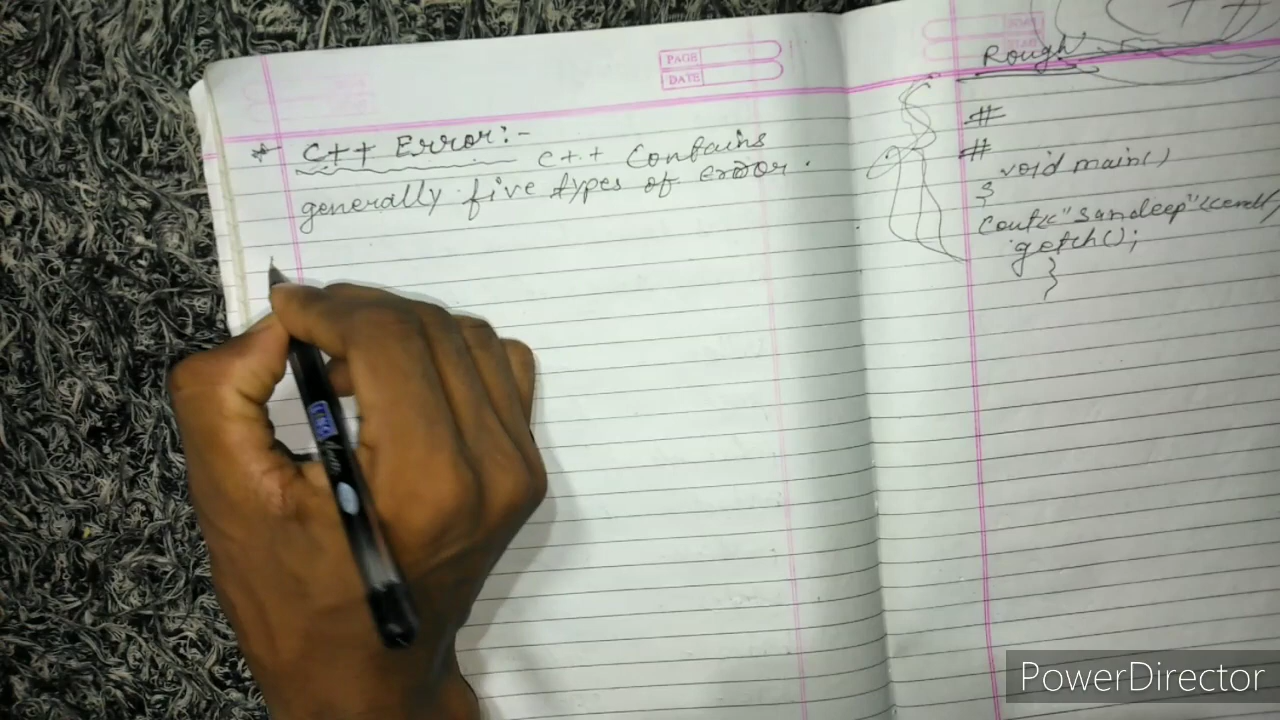 PAGE
DATE
* C++ Error:- C++ Contains
generally five types of error.
Rough
#
#
void main()
{
Cout<<"Sandeep"<<endl;
getch();
}
C++
PowerDirector